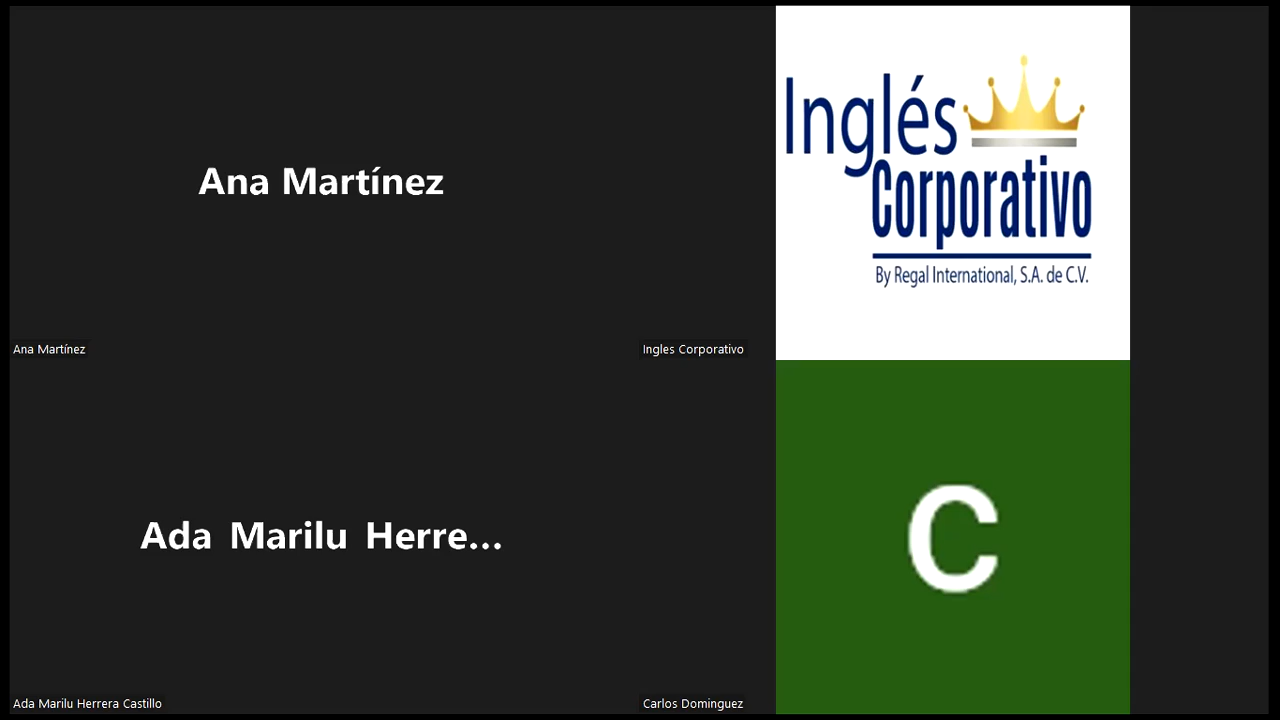 Ana Martínez
Ana Martínez
Inglés
Corporativo
By Regal International, S.A. de C.V.
Ingles Corporativo
Ada Marilu Herre...
Ada Marilu Herrera Castillo
C
Carlos Dominguez